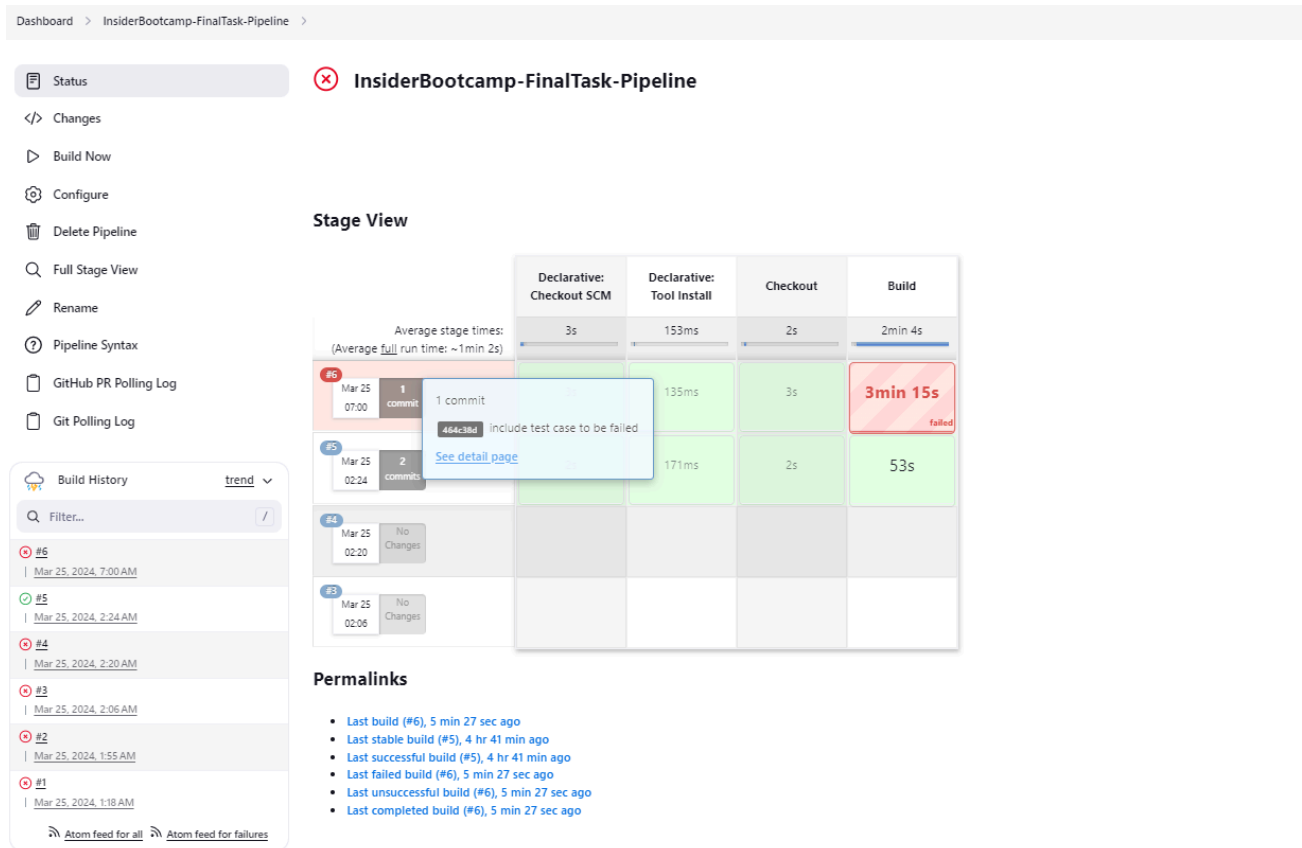 Dashboard > InsiderBootcamp-FinalTask-Pipeline >
Status
Changes
Build Now
Configure
Delete Pipeline
Full Stage View
Rename
Pipeline Syntax
GitHub PR Polling Log
Git Polling Log
Build History trend
Filter... /
#6
Mar 25, 2024, 7:00 AM
#5
Mar 25, 2024, 2:24 AM
#4
Mar 25, 2024, 2:20 AM
#3
Mar 25, 2024, 2:06 AM
#2
Mar 25, 2024, 1:55 AM
#1
Mar 25, 2024, 1:18 AM
Atom feed for all Atom feed for failures
InsiderBootcamp-FinalTask-Pipeline
Stage View
Declarative: Checkout SCM
Declarative: Tool Install
Checkout
Build
Average stage times:
(Average full run time: ~1min 2s)
3s 153ms 2s 2min 4s
#6
Mar 25
07:00
1
commit
1 commit
464c38d include test case to be failed
See detail page
135ms 3s 3min 15s
failed
#5
Mar 25
02:24
2
commits
2s 171ms 2s 53s
#4
Mar 25
02:20
No
Changes
#3
Mar 25
02:06
No
Changes
Permalinks
Last build (#6), 5 min 27 sec ago
Last stable build (#5), 4 hr 41 min ago
Last successful build (#5), 4 hr 41 min ago
Last failed build (#6), 5 min 27 sec ago
Last unsuccessful build (#6), 5 min 27 sec ago
Last completed build (#6), 5 min 27 sec ago